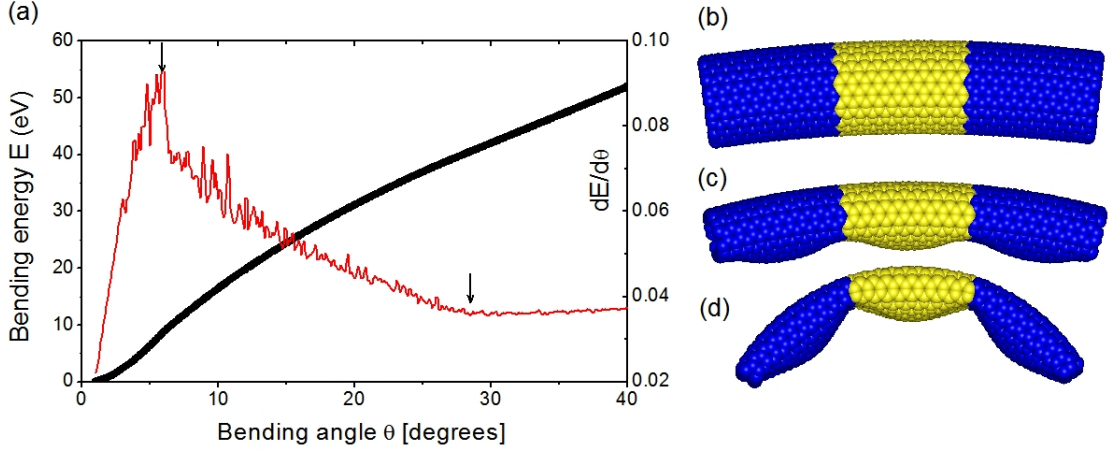 (a)
60
50
40
30
20
10
0
Bending energy E (eV)
0 10 20 30 40
Bending angle θ [degrees]
0.10
0.08
0.06
0.04
0.02
dE/dθ
(b)
(c)
(d)